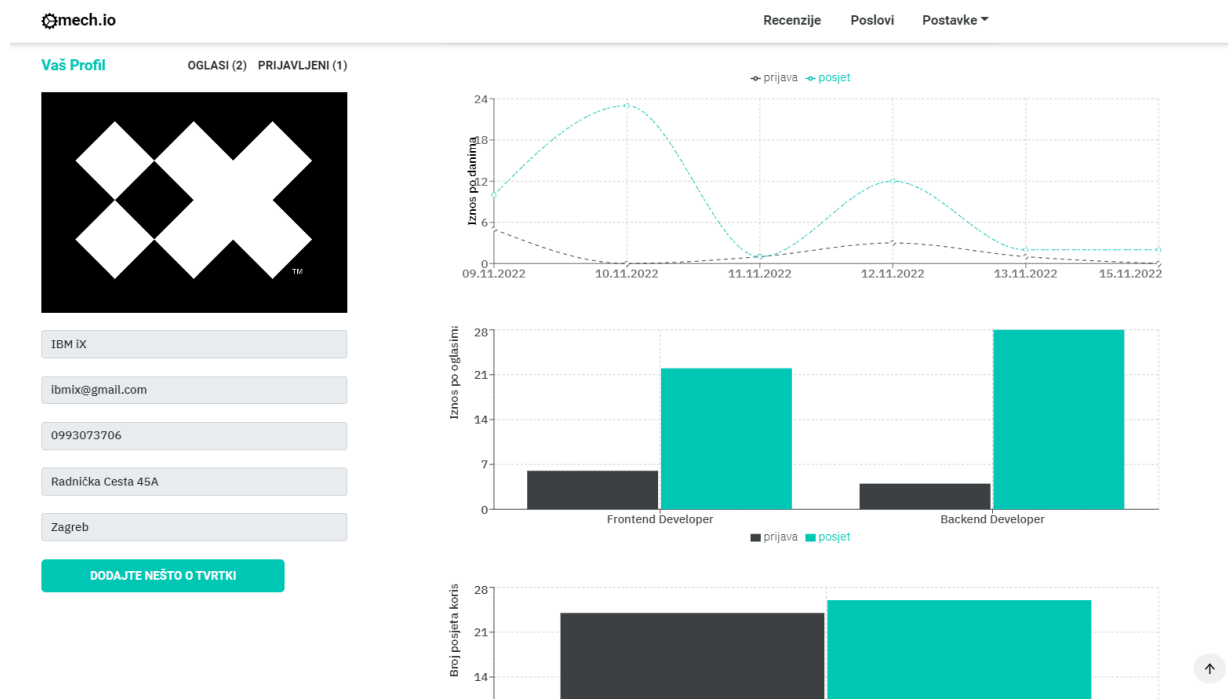 mech.io
Recenzije Poslovi Postavke
Vaš Profil OGLASI (2) PRIJAVLJENI (1)
TM
IBM iX
ibmix@gmail.com
0993073706
Radnička Cesta 45A
Zagreb
DODAJTE NEŠTO O TVRTKI
prijava posjet
Iznos po danima
24
18
12
6
0
09.11.2022 10.11.2022 11.11.2022 12.11.2022 13.11.2022 15.11.2022
Iznos po oglasima
28
21
14
7
0
Frontend Developer Backend Developer
prijava posjet
Broj posjeta koris
28
21
14